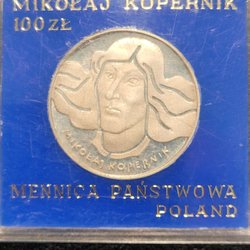 MIKOŁAJ KOPERNIK
100 ZŁ
MIKOŁAJ KOPERNIK
MENNICA PAŃSTWOWA
POLAND